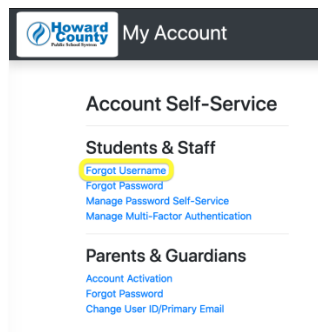 Howard
County
Public School System
My Account
Account Self-Service
Students & Staff
Forgot Username
Forgot Password
Manage Password Self-Service
Manage Multi-Factor Authentication
Parents & Guardians
Account Activation
Forgot Password
Change User ID/Primary Email